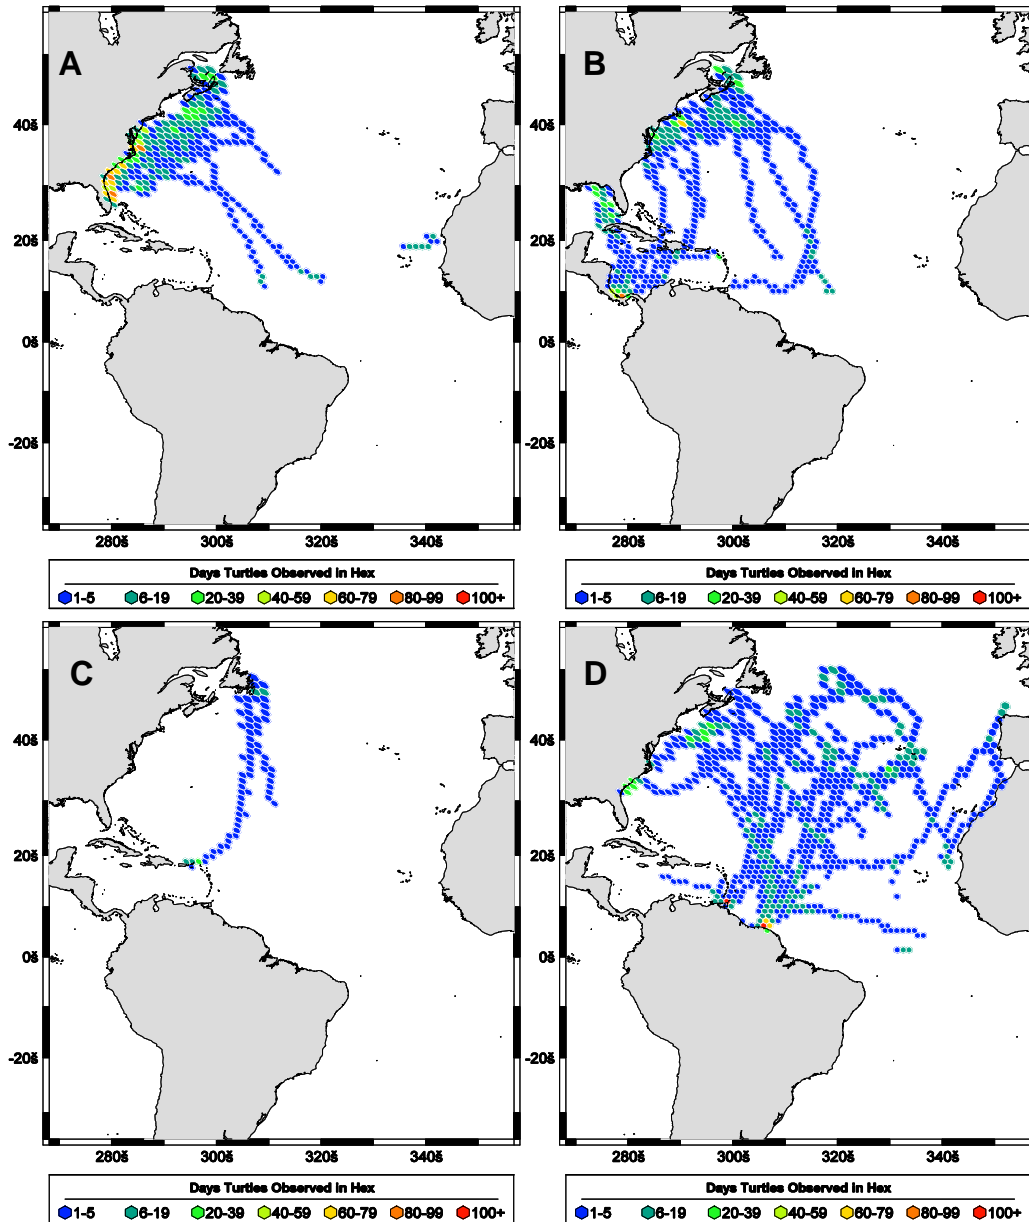 A
B
40š
40š
20š
20š
0š
0š
-20š
-20š
280š 300š 320š 340š
280š 300š 320š 340š
Days Turtles Observed in Hex
1-5 6-19 20-39 40-59 60-79 80-99 100+
Days Turtles Observed in Hex
1-5 6-19 20-39 40-59 60-79 80-99 100+
C
D
40š
40š
20š
20š
0š
0š
-20š
-20š
280š 300š 320š 340š
280š 300š 320š 340š
Days Turtles Observed in Hex
1-5 6-19 20-39 40-59 60-79 80-99 100+
Days Turtles Observed in Hex
1-5 6-19 20-39 40-59 60-79 80-99 100+